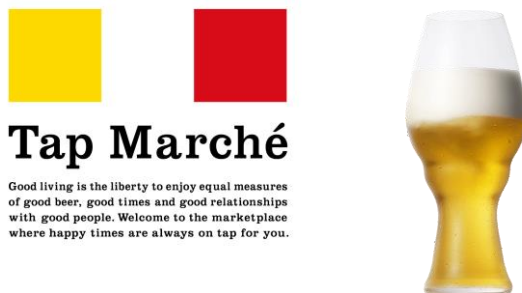 Tap Marché
Good living is the liberty to enjoy equal measures
of good beer, good times and good relationships
with good people. Welcome to the marketplace
where happy times are always on tap for you.